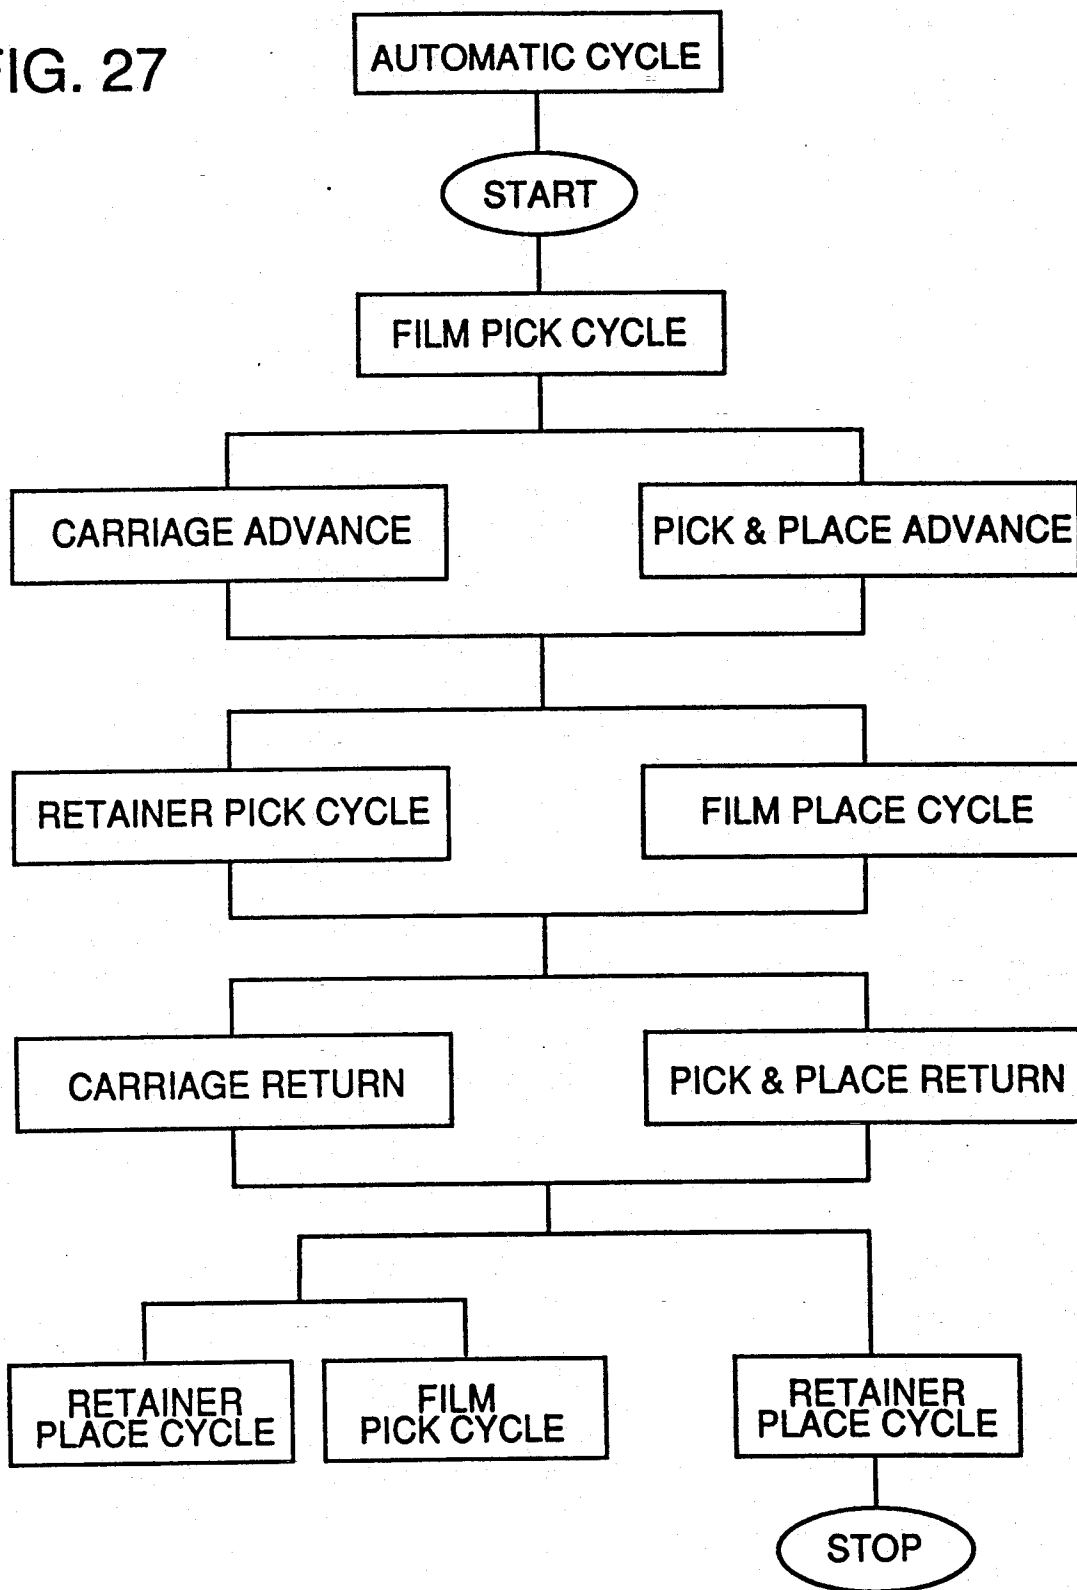 FIG. 27
AUTOMATIC CYCLE
START
FILM PICK CYCLE
CARRIAGE ADVANCE
PICK & PLACE ADVANCE
RETAINER PICK CYCLE
FILM PLACE CYCLE
CARRIAGE RETURN
PICK & PLACE RETURN
RETAINER
PLACE CYCLE
FILM
PICK CYCLE
RETAINER
PLACE CYCLE
STOP